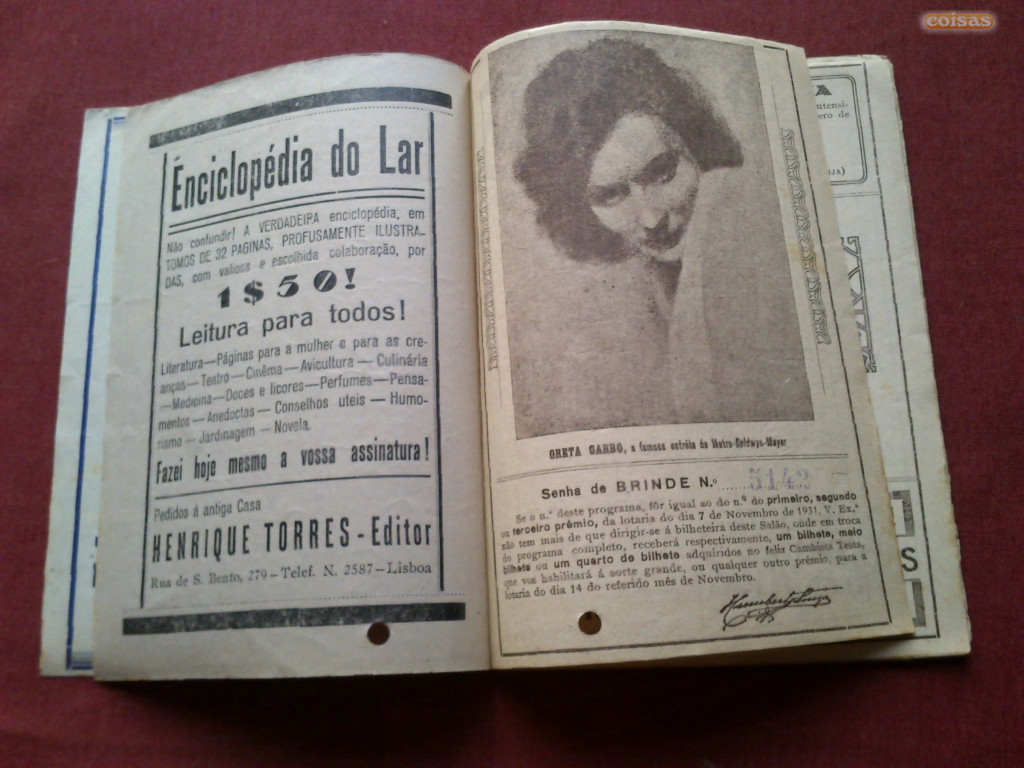 coisas
Enciclopédia do Lar
Não confundir! A VERDADEIRA enciclopédia, em
TOMOS DE 32 PAGINAS, PROFUSAMENTE ILUSTRA-
DAS, com valiosa e escolhida colaboração, por
1$50!
Leitura para todos!
Literatura—Páginas para a mulher e para as cre-
anças—Teatro—Cinêma—Avicultura—Culinária
—Medicina—Doces e licores—Perfumes—Pensa-
mentos—Anedoctas—Conselhos uteis—Humo-
rismo—Jardinagem—Novela.
Fazei hoje mesmo a vossa assinatura!
Pedidos á antiga Casa
HENRIQUE TORRES-Editor
Rua de S. Bento, 279-Telef. N. 2587-Lisboa
GRETA GARBO, a famosa estrêla da Metro-Goldwyn-Mayer
Senha de BRINDE N.º 5142
Se o n.º deste programa, fôr igual ao do n.º do primeiro, segundo
ou terceiro prémio, da lotaria do dia 7 de Novembro de 1931, V. Ex.ª
não tem mais de que dirigir-se á bilheteira deste Salão, onde em troca
do programa completo, receberá respectivamente, um bilhete, meio
bilhete ou um quarto de bilhete adquiridos no feliz Cambista Testa,
que vos habilitará á sorte grande, ou qualquer outro prémio, para a
lotaria do dia 14 do referido mês de Novembro.
A
utensi-
ero de
S